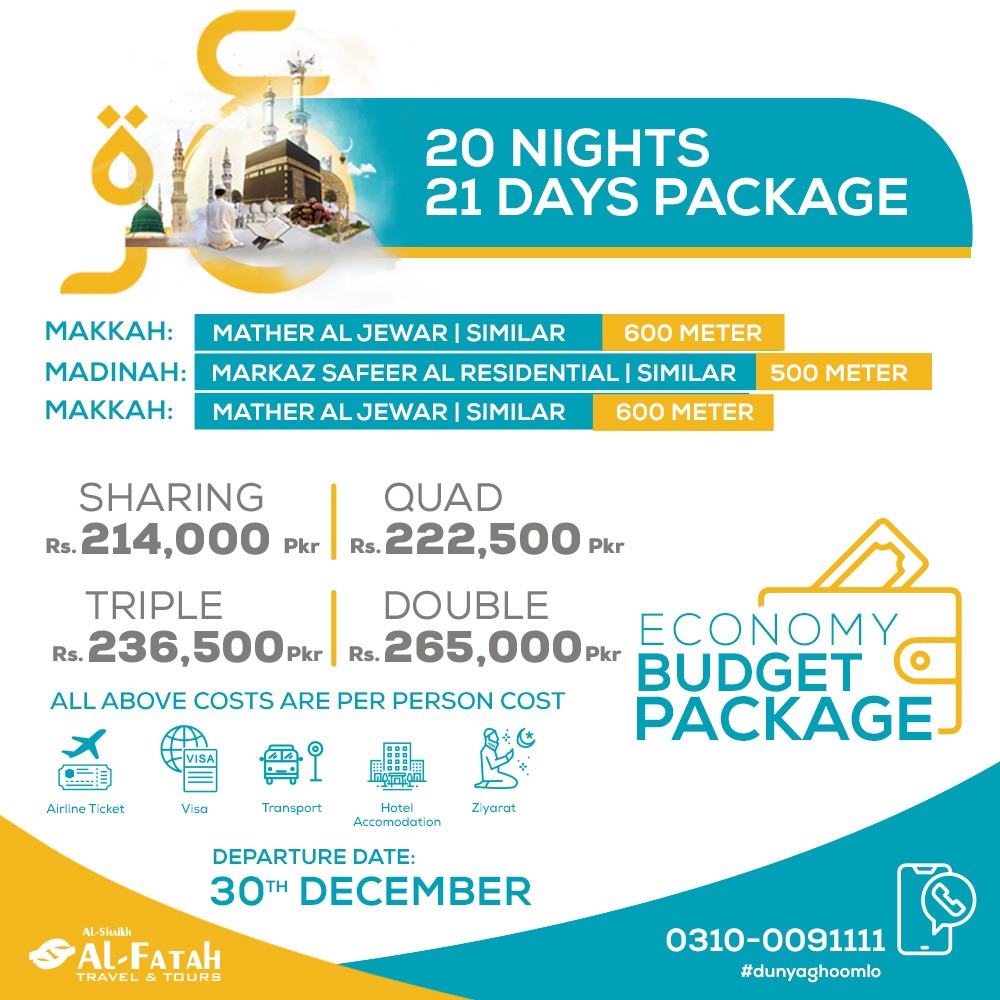 عمرة
20 NIGHTS
21 DAYS PACKAGE
MAKKAH: MATHER AL JEWAR | SIMILAR 600 METER
MADINAH: MARKAZ SAFEER AL RESIDENTIAL | SIMILAR 500 METER
MAKKAH: MATHER AL JEWAR | SIMILAR 600 METER
SHARING
Rs. 214,000 Pkr
QUAD
Rs. 222,500 Pkr
TRIPLE
Rs. 236,500 Pkr
DOUBLE
Rs. 265,000 Pkr
ECONOMY
BUDGET
PACKAGE
ALL ABOVE COSTS ARE PER PERSON COST
VISA
Airline Ticket
Visa
Transport
Hotel
Accomodation
Ziyarat
DEPARTURE DATE:
30TH DECEMBER
AL-Shaikh
AL-FATAH
TRAVEL & TOURS
0310-0091111
#dunyaghoomlo